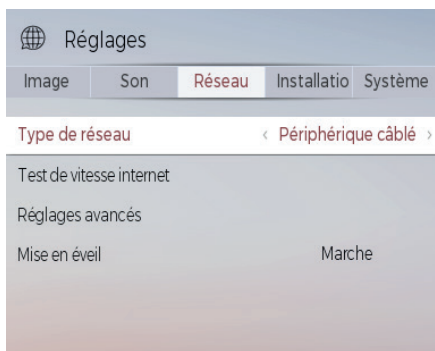 Réglages
Image Son Réseau Installatio Système
Type de réseau ‹ Périphérique câblé ›
Test de vitesse internet
Réglages avancés
Mise en éveil Marche